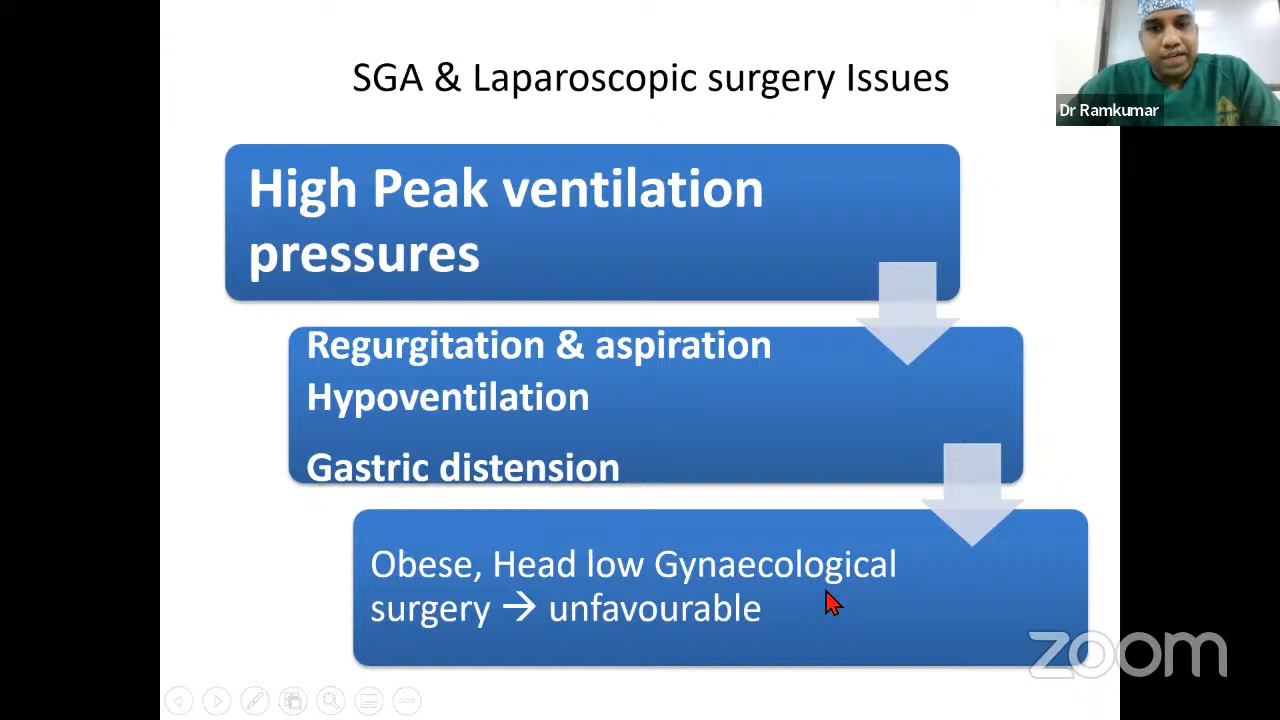 SGA & Laparoscopic surgery Issues
Dr Ramkumar
High Peak ventilation
pressures
Regurgitation & aspiration
Hypoventilation
Gastric distension
Obese, Head low Gynaecological
surgery → unfavourable
zoom